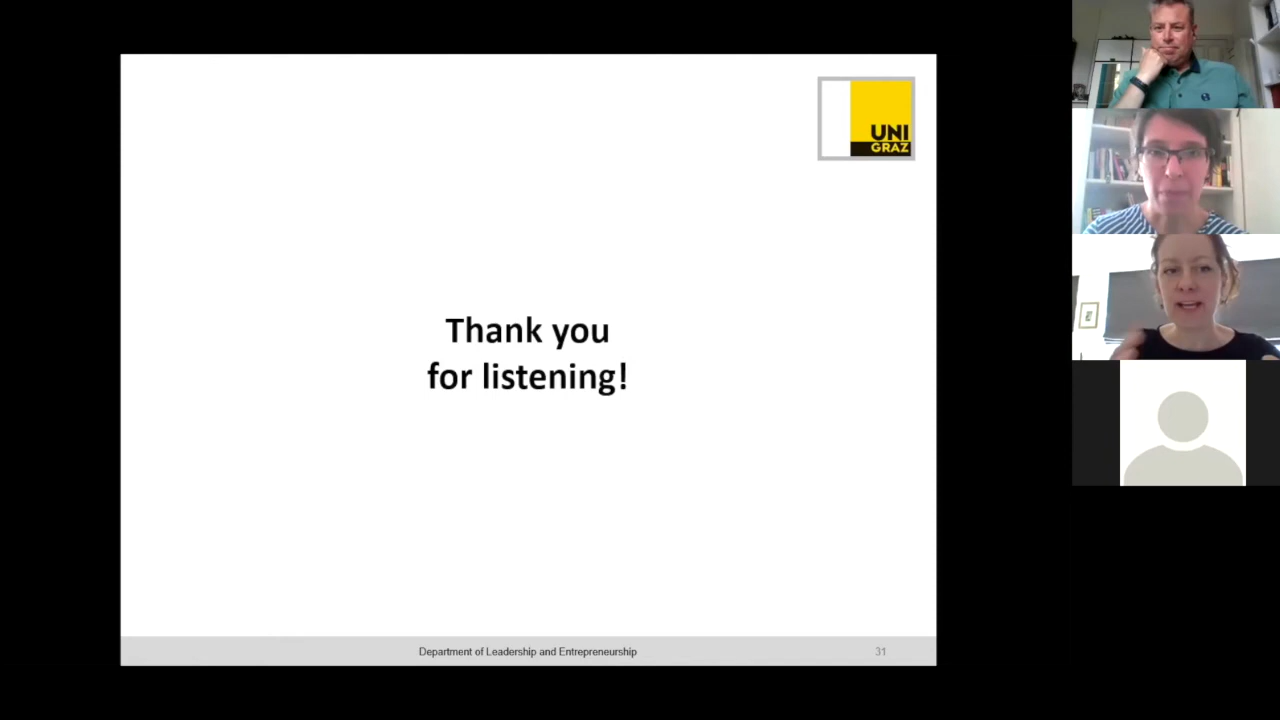 UNI
GRAZ
Thank you
for listening!
Department of Leadership and Entrepreneurship
31